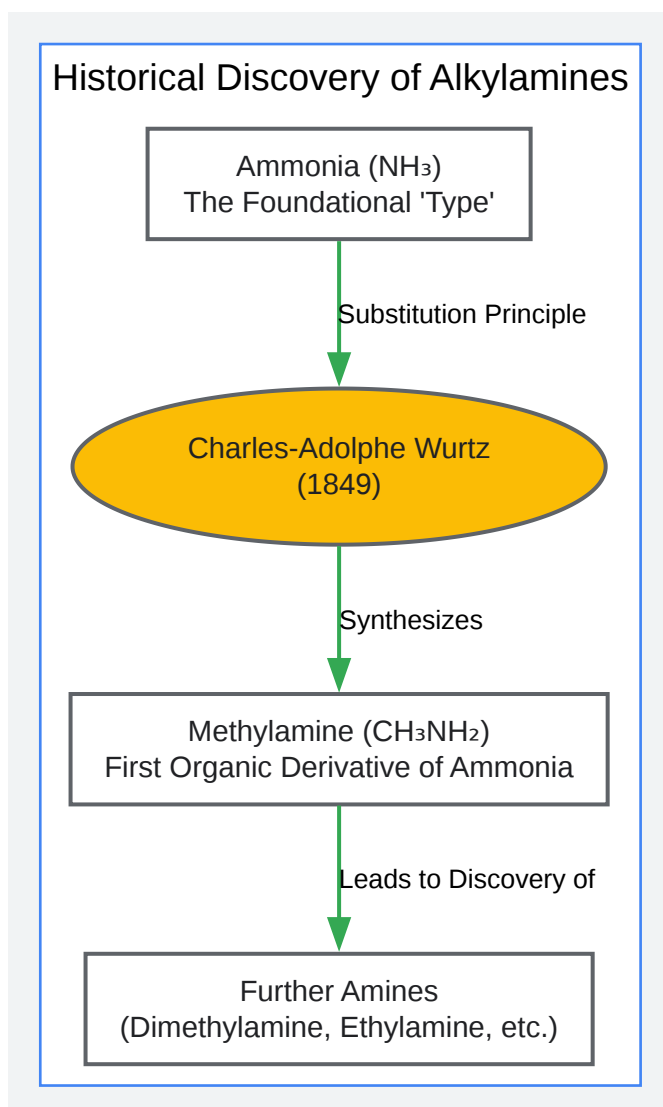 Historical Discovery of Alkylamines
Ammonia (NH₃)
The Foundational 'Type'
Substitution Principle
Charles-Adolphe Wurtz
(1849)
Synthesizes
Methylamine (CH₃NH₂)
First Organic Derivative of Ammonia
Leads to Discovery of
Further Amines
(Dimethylamine, Ethylamine, etc.)